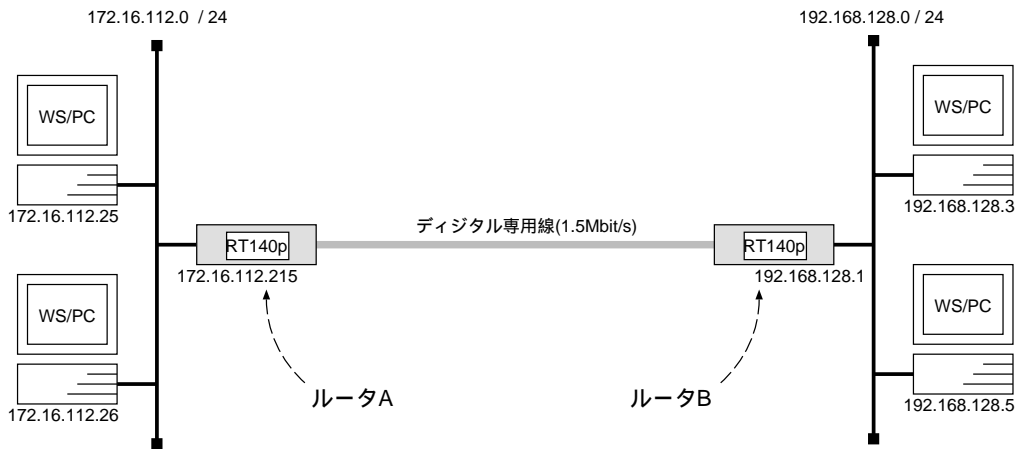 172.16.112.0 / 24
192.168.128.0 / 24
WS/PC
172.16.112.25
WS/PC
192.168.128.3
ディジタル専用線(1.5Mbit/s)
RT140p
172.16.112.215
RT140p
192.168.128.1
WS/PC
172.16.112.26
WS/PC
192.168.128.5
ルータA
ルータB